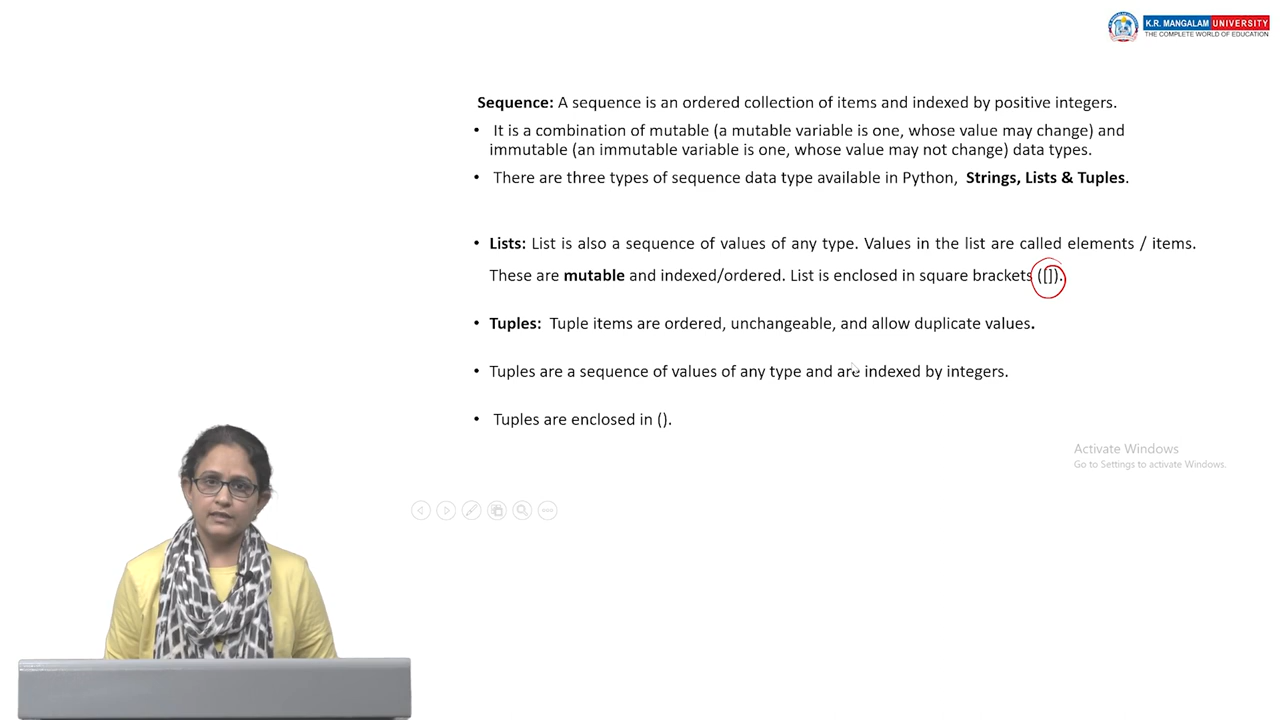 K.R. MANGALAM UNIVERSITY
THE COMPLETE WORLD OF EDUCATION
Sequence: A sequence is an ordered collection of items and indexed by positive integers.
• It is a combination of mutable (a mutable variable is one, whose value may change) and
immutable (an immutable variable is one, whose value may not change) data types.
• There are three types of sequence data type available in Python, Strings, Lists & Tuples.
• Lists: List is also a sequence of values of any type. Values in the list are called elements / items.
These are mutable and indexed/ordered. List is enclosed in square brackets ([]).
• Tuples: Tuple items are ordered, unchangeable, and allow duplicate values.
• Tuples are a sequence of values of any type and are indexed by integers.
• Tuples are enclosed in ().
Activate Windows
Go to Settings to activate Windows.